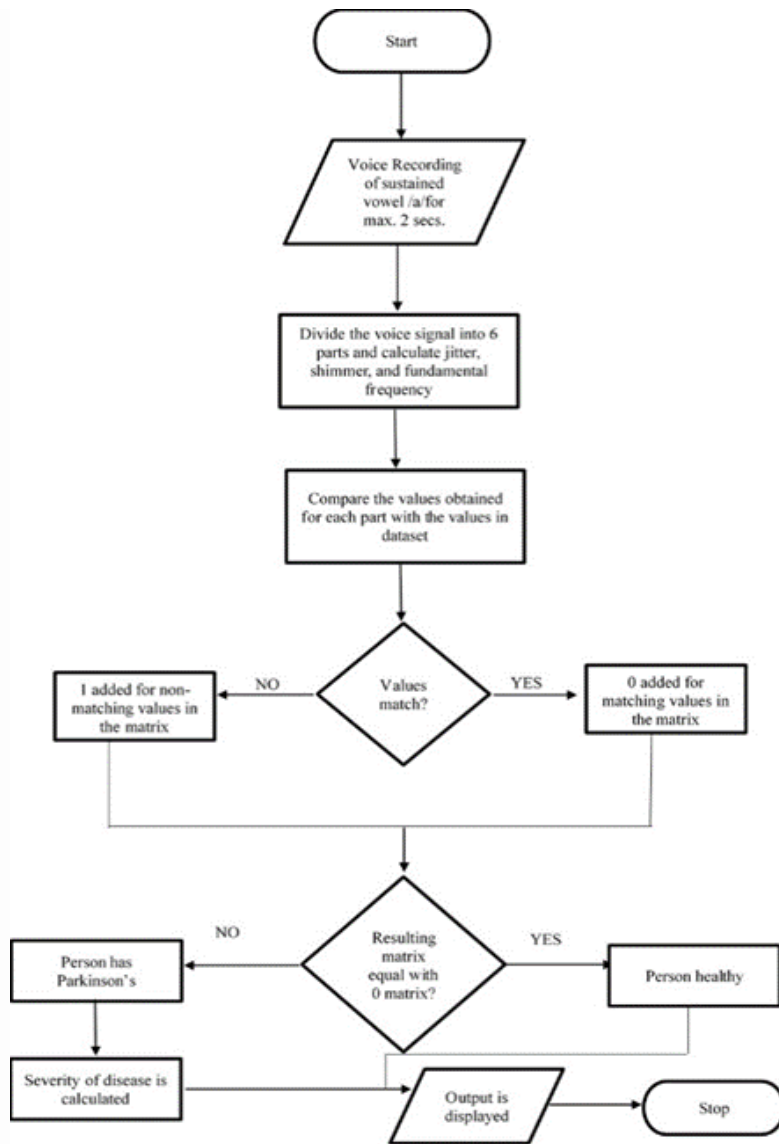 Start
Voice Recording
of sustained
vowel /a/for
max. 2 secs.
Divide the voice signal into 6
parts and calculate jitter,
shimmer, and fundamental
frequency
Compare the values obtained
for each part with the values in
dataset
Values
match?
NO
YES
1 added for non-
matching values in
the matrix
0 added for
matching values in
the matrix
Resulting
matrix
equal with
0 matrix?
NO
YES
Person has
Parkinson's
Person healthy
Severity of disease is
calculated
Output is
displayed
Stop